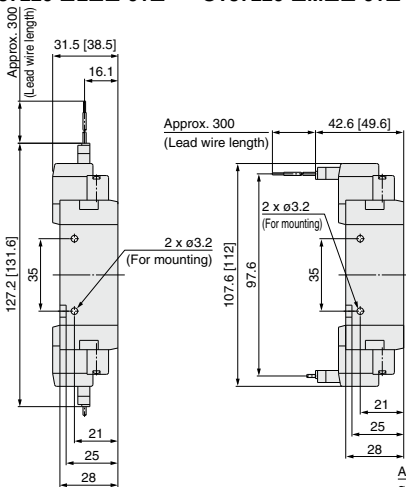 Approx. 300
(Lead wire length)
31.5 [38.5]
16.1
127.2 [131.6]
35
2 x ø3.2
(For mounting)
21
25
28
Approx. 300
(Lead wire length)
42.6 [49.6]
2 x ø3.2
(For mounting)
107.6 [112]
97.6
35
21
25
28
A